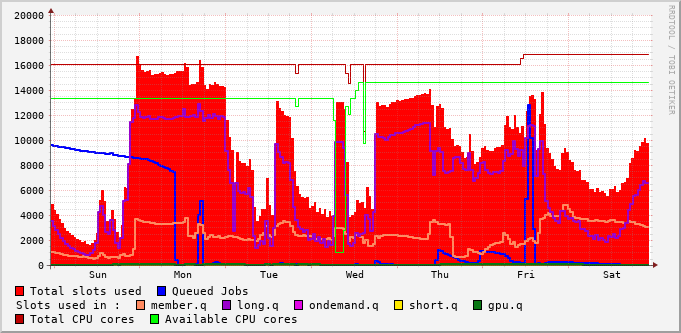 RRDTOOL / TOBI OETIKER
20000
18000
16000
14000
12000
10000
8000
6000
4000
2000
0
Sun Mon Tue Wed Thu Fri Sat
Total slots used Queued Jobs
Slots used in : member.q long.q ondemand.q short.q gpu.q
Total CPU cores Available CPU cores